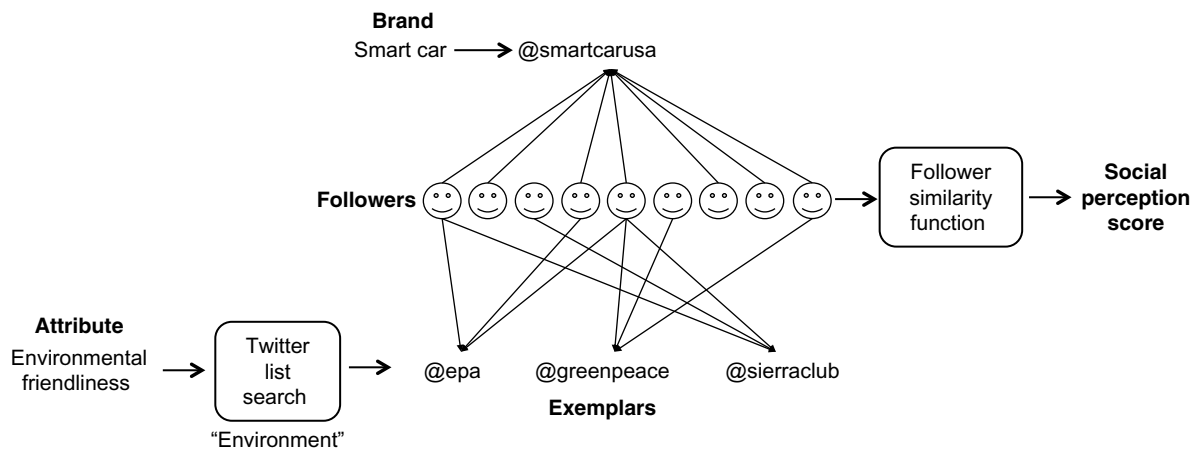 Brand
Smart car
@smartcarusa
Followers
Follower
similarity
function
Social
perception
score
Attribute
Environmental
friendliness
Twitter
list
search
“Environment”
@epa
@greenpeace
@sierraclub
Exemplars